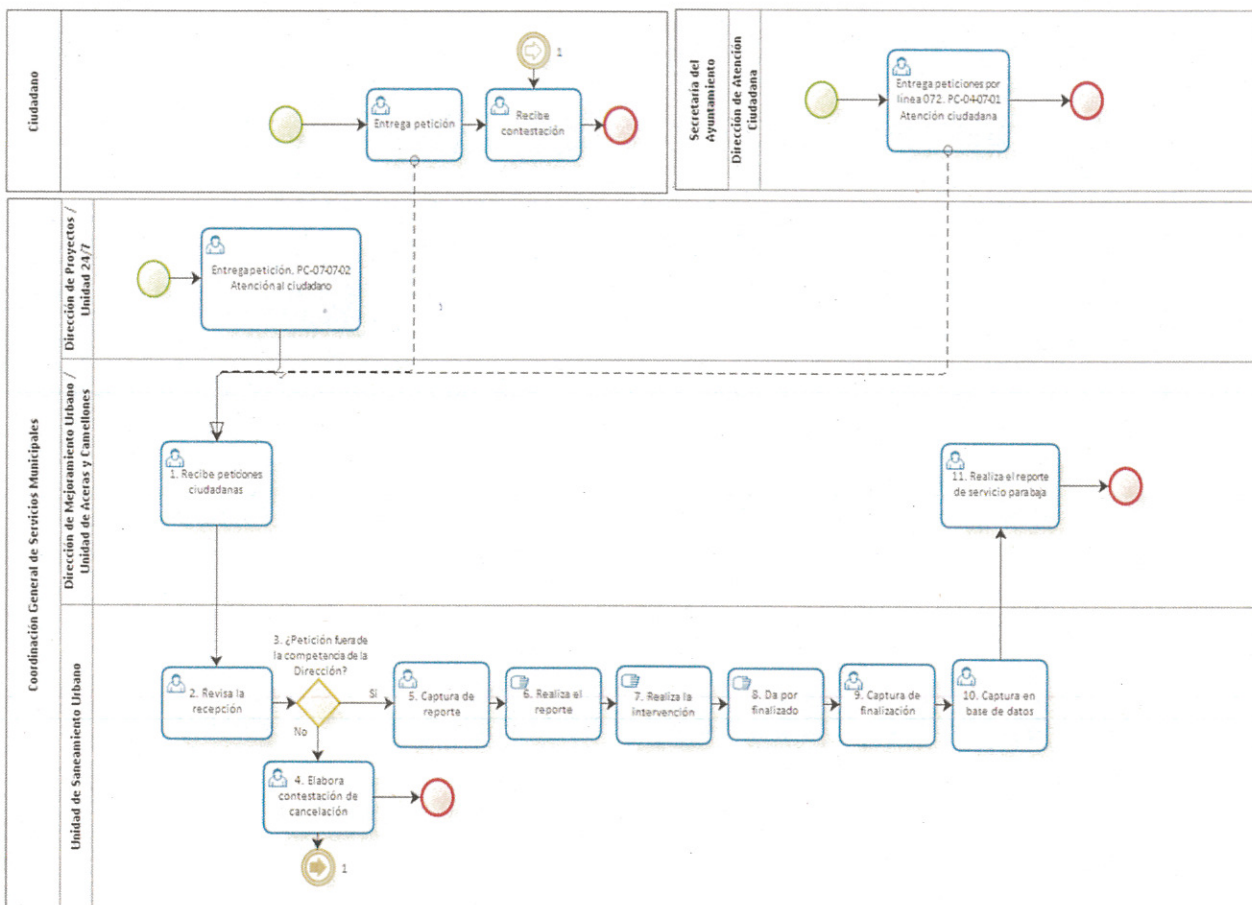 Ciudadano
Entrega petición
1
Recibe
contestación
Secretaría del
Ayuntamiento
Dirección de Atención
Ciudadana
Entrega peticiones por
línea 072. PC-04-07-01
Atención ciudadana
Coordinación General de Servicios Municipales
Dirección de Proyectos /
Unidad 24/7
Entrega petición. PC-07-07-02
Atención al ciudadano
Dirección de Mejoramiento Urbano /
Unidad de Aceras y Camellones
1. Recibe peticiones
ciudadanas
11. Realiza el reporte
de servicio para baja
Unidad de Saneamiento Urbano
2. Revisa la
recepción
3. ¿Petición fuera de
la competencia de la
Dirección?
Si
No
5. Captura de
reporte
6. Realiza el
reporte
7. Realiza la
intervención
8. Da por
finalizado
9. Captura de
finalización
10. Captura en
base de datos
4. Elabora
contestación de
cancelación
1